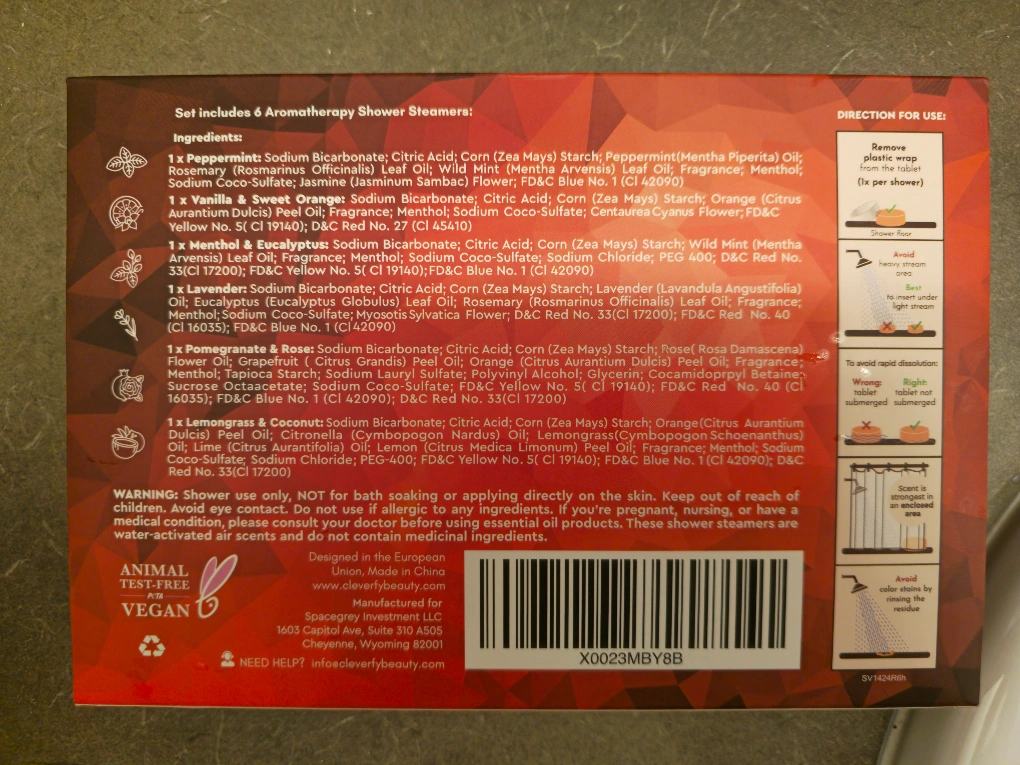 Set includes 6 Aromatherapy Shower Steamers:
Ingredients:
1 x Peppermint: Sodium Bicarbonate; Citric Acid; Corn (Zea Mays) Starch; Peppermint(Mentha Piperita) Oil;
Rosemary (Rosmarinus Officinalis) Leaf Oil; Wild Mint (Mentha Arvensis) Leaf Oil; Fragrance; Menthol;
Sodium Coco-Sulfate; Jasmine (Jasminum Sambac) Flower; FD&C Blue No. 1 (Cl 42090)
1 x Vanilla & Sweet Orange: Sodium Bicarbonate; Citric Acid; Corn (Zea Mays) Starch; Orange (Citrus
Aurantium Dulcis) Peel Oil; Fragrance; Menthol; Sodium Coco-Sulfate; Centaurea Cyanus Flower; FD&C
Yellow No. 5( Cl 19140); D&C Red No. 27 (Cl 45410)
1 x Menthol & Eucalyptus: Sodium Bicarbonate; Citric Acid; Corn (Zea Mays) Starch; Wild Mint (Mentha
Arvensis) Leaf Oil; Fragrance; Menthol; Sodium Coco-Sulfate; Sodium Chloride; PEG 400; D&C Red No.
33(Cl 17200); FD&C Yellow No. 5( Cl 19140);FD&C Blue No. 1 (Cl 42090)
1 x Lavender: Sodium Bicarbonate; Citric Acid; Corn (Zea Mays) Starch; Lavender (Lavandula Angustifolia)
Oil; Eucalyptus (Eucalyptus Globulus) Leaf Oil; Rosemary (Rosmarinus Officinalis) Leaf Oil; Fragrance;
Menthol; Sodium Coco-Sulfate; Myosotis Sylvatica Flower; D&C Red No. 33(Cl 17200); FD&C Red No. 40
(Cl 16035); FD&C Blue No. 1 (Cl 42090)
1 x Pomegranate & Rose: Sodium Bicarbonate; Citric Acid; Corn (Zea Mays) Starch; Rose( Rosa Damascena)
Flower Oil; Grapefruit ( Citrus Grandis) Peel Oil; Orange (Citrus Aurantium Dulcis) Peel Oil; Fragrance;
Menthol; Tapioca Starch; Sodium Lauryl Sulfate; Polyvinyl Alcohol; Glycerin; Cocamidoprpyl Betaine;
Sucrose Octaacetate; Sodium Coco-Sulfate; FD&C Yellow No. 5( Cl 19140); FD&C Red No. 40 (Cl
16035); FD&C Blue No. 1 (Cl 42090); D&C Red No. 33(Cl 17200)
1 x Lemongrass & Coconut: Sodium Bicarbonate; Citric Acid; Corn (Zea Mays) Starch; Orange(Citrus Aurantium
Dulcis) Peel Oil; Citronella (Cymbopogon Nardus) Oil; Lemongrass(Cymbopogon Schoenanthus)
Oil; Lime (Citrus Aurantifolia) Oil; Lemon (Citrus Medica Limonum) Peel Oil; Fragrance; Menthol; Sodium
Coco-Sulfate; Sodium Chloride; PEG-400; FD&C Yellow No. 5( Cl 19140); FD&C Blue No. 1 (Cl 42090); D&C
Red No. 33(Cl 17200)
WARNING: Shower use only, NOT for bath soaking or applying directly on the skin. Keep out of reach of
children. Avoid eye contact. Do not use if allergic to any ingredients. If you're pregnant, nursing, or have a
medical condition, please consult your doctor before using essential oil products. These shower steamers are
water-activated air scents and do not contain medicinal ingredients.
ANIMAL
TEST-FREE
PETA
VEGAN
Designed in the European
Union, Made in China
www.cleverfybeauty.com
Manufactured for
Spacegrey Investment LLC
1603 Capitol Ave, Suite 310 A505
Cheyenne, Wyoming 82001
NEED HELP? info@cleverfybeauty.com
X0023MBY8B
DIRECTION FOR USE:
Remove
plastic wrap
from the tablet
(1x per shower)
Shower floor
Avoid
heavy stream
area
Best
to insert under
light stream
To avoid rapid dissolution:
Wrong:
tablet
submerged
Right:
tablet not
submerged
Scent is
strongest in
an enclosed
area
Avoid
color stains by
rinsing the
residue
SV1424R6h